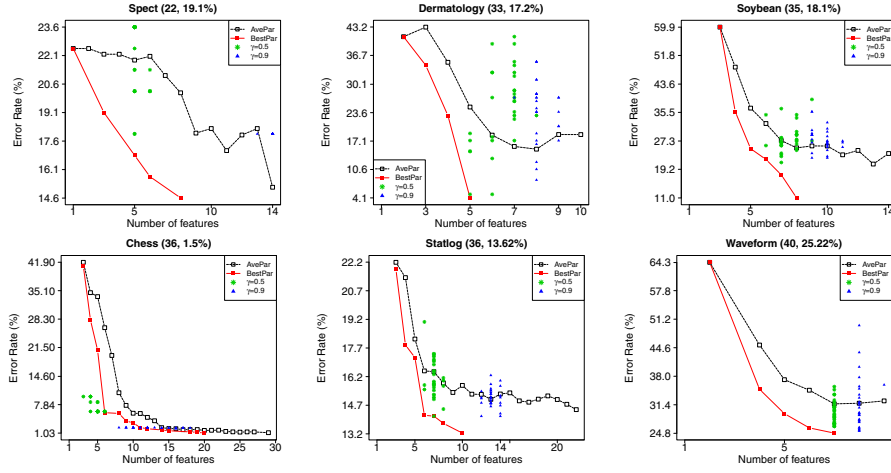 Spect (22, 19.1%)
Error Rate (%)
23.6
22.1
20.6
19.1
17.6
16.1
14.6
1
5
10
14
Number of features
AvePar
BestPar
γ=0.5
γ=0.9
Dermatology (33, 17.2%)
Error Rate (%)
43.2
36.7
30.1
23.6
17.1
10.6
4.1
1
3
5
7
9
10
Number of features
AvePar
BestPar
γ=0.5
γ=0.9
Soybean (35, 18.1%)
Error Rate (%)
59.9
51.8
43.6
35.5
27.3
19.2
11.0
1
5
10
14
Number of features
AvePar
BestPar
γ=0.5
γ=0.9
Chess (36, 1.5%)
Error Rate (%)
41.90
35.10
28.30
21.50
14.60
7.84
1.03
5
10
15
20
29
Number of features
AvePar
BestPar
γ=0.5
γ=0.9
Statlog (36, 13.62%)
Error Rate (%)
22.2
20.7
19.2
17.7
16.2
14.7
13.2
5
10
14
20
Number of features
AvePar
BestPar
γ=0.5
γ=0.9
Waveform (40, 25.22%)
Error Rate (%)
64.3
57.8
51.2
44.6
38.0
31.4
24.8
5
Number of features
AvePar
BestPar
γ=0.5
γ=0.9